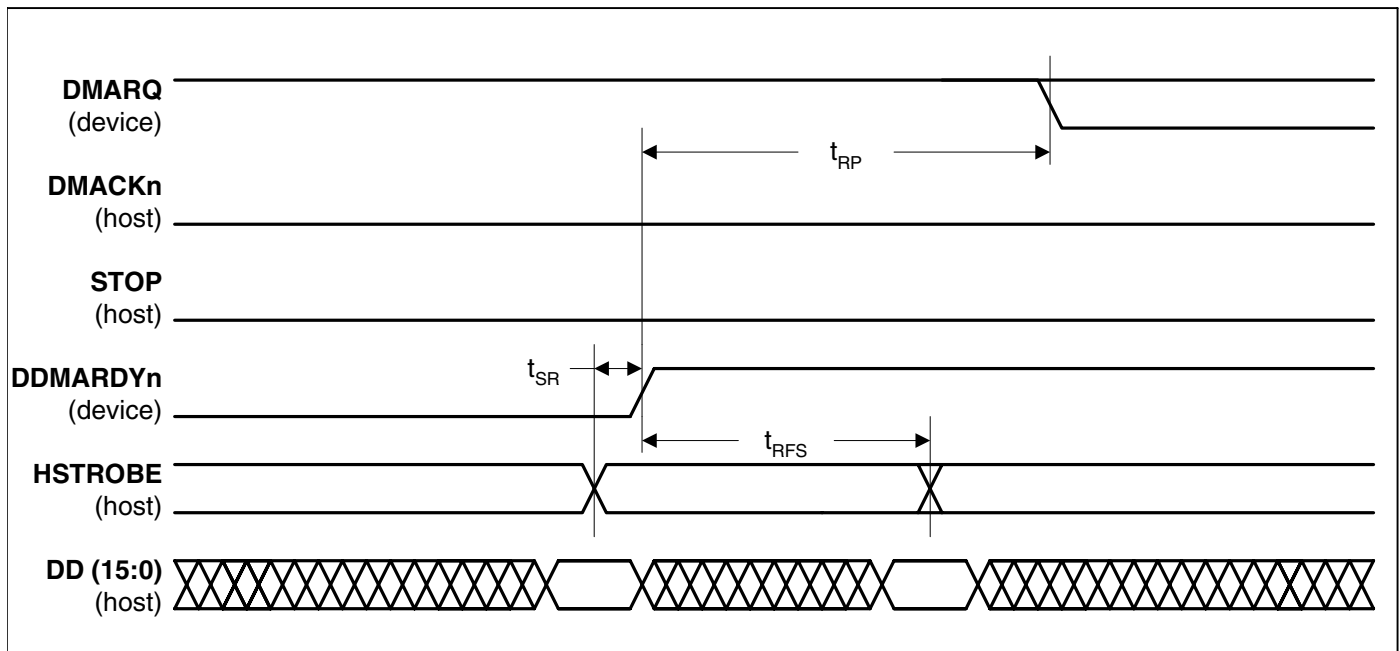 DMARQ
(device)
t_RP
DMACKn
(host)
STOP
(host)
t_SR
DDMARDYn
(device)
t_RFS
HSTROBE
(host)
DD (15:0)
(host)